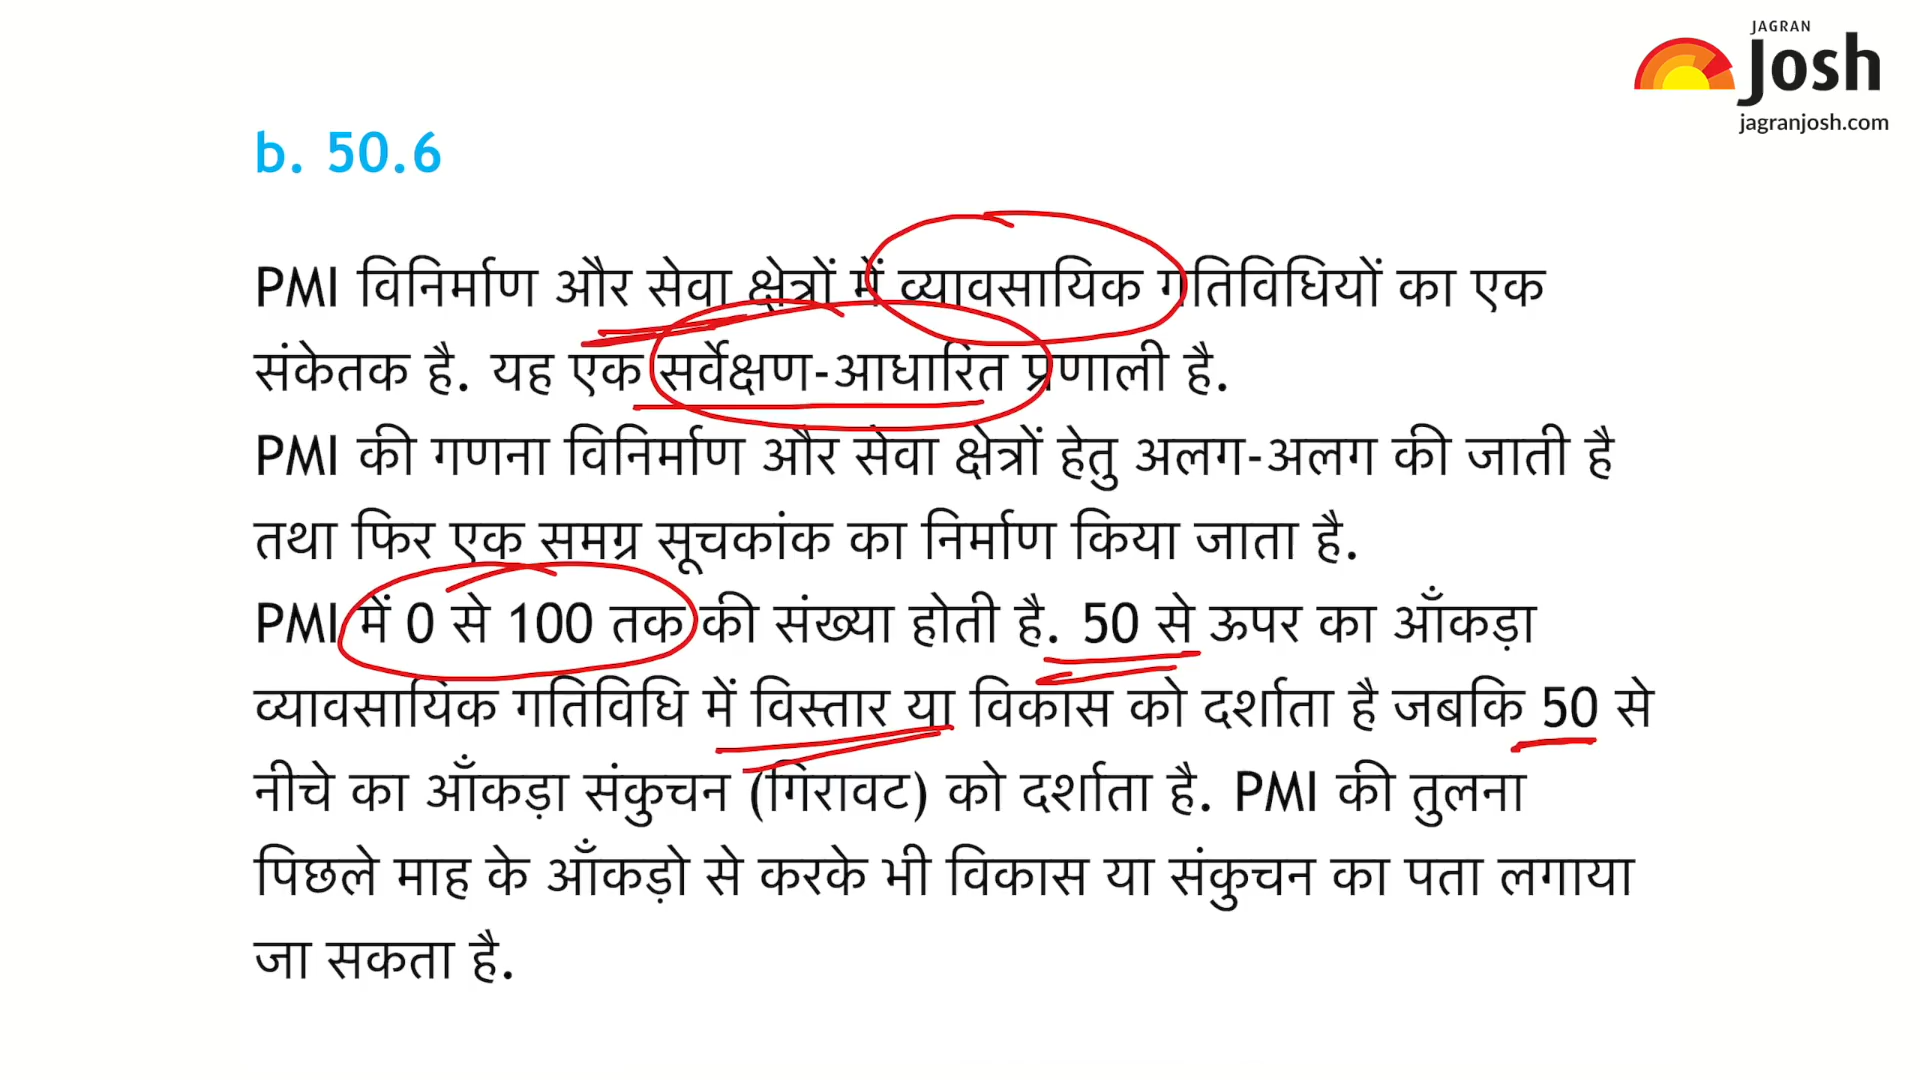 JAGRAN
Josh
jagranjosh.com
b. 50.6
PMI विनिर्माण और सेवा क्षेत्रों में व्यावसायिक गतिविधियों का एक
संकेतक है. यह एक सर्वेक्षण-आधारित प्रणाली है.
PMI की गणना विनिर्माण और सेवा क्षेत्रों हेतु अलग-अलग की जाती है
तथा फिर एक समग्र सूचकांक का निर्माण किया जाता है.
PMI में 0 से 100 तक की संख्या होती है. 50 से ऊपर का आँकड़ा
व्यावसायिक गतिविधि में विस्तार या विकास को दर्शाता है जबकि 50 से
नीचे का आँकड़ा संकुचन (गिरावट) को दर्शाता है. PMI की तुलना
पिछले माह के आँकड़ो से करके भी विकास या संकुचन का पता लगाया
जा सकता है.